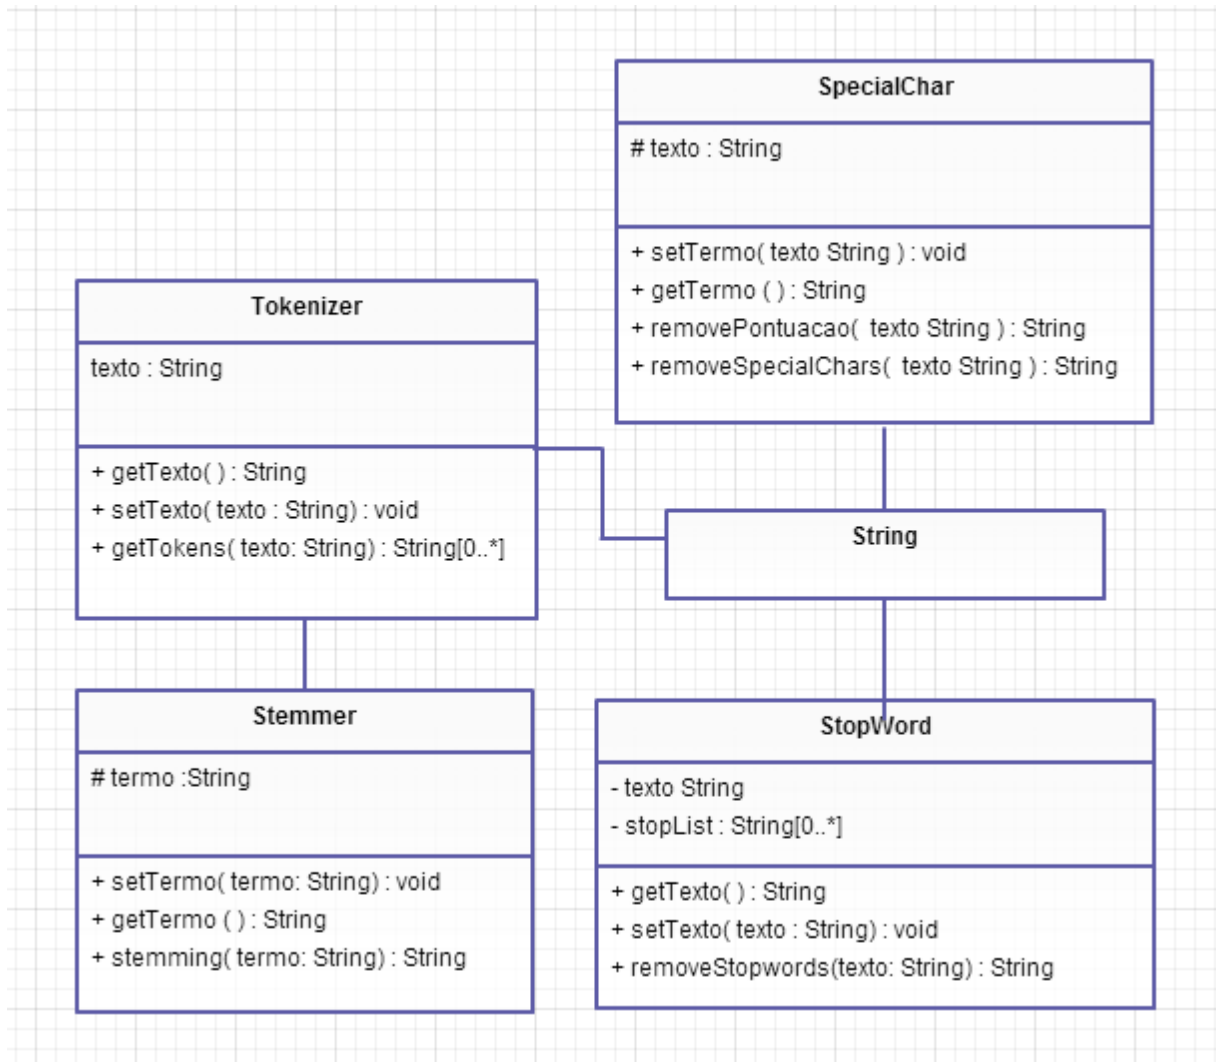 SpecialChar
# texto : String
+ setTermo( texto String ) : void
+ getTermo ( ) : String
+ removePontuacao(  texto String ) : String
+ removeSpecialChars(  texto String ) : String
Tokenizer
texto : String
+ getTexto( ) : String
+ setTexto( texto : String) : void
+ getTokens( texto: String) : String[0..*]
String
Stemmer
# termo :String
+ setTermo( termo: String) : void
+ getTermo ( ) : String
+ stemming( termo: String) : String
StopWord
- texto String
- stopList : String[0..*]
+ getTexto( ) : String
+ setTexto( texto : String) : void
+ removeStopwords(texto: String) : String